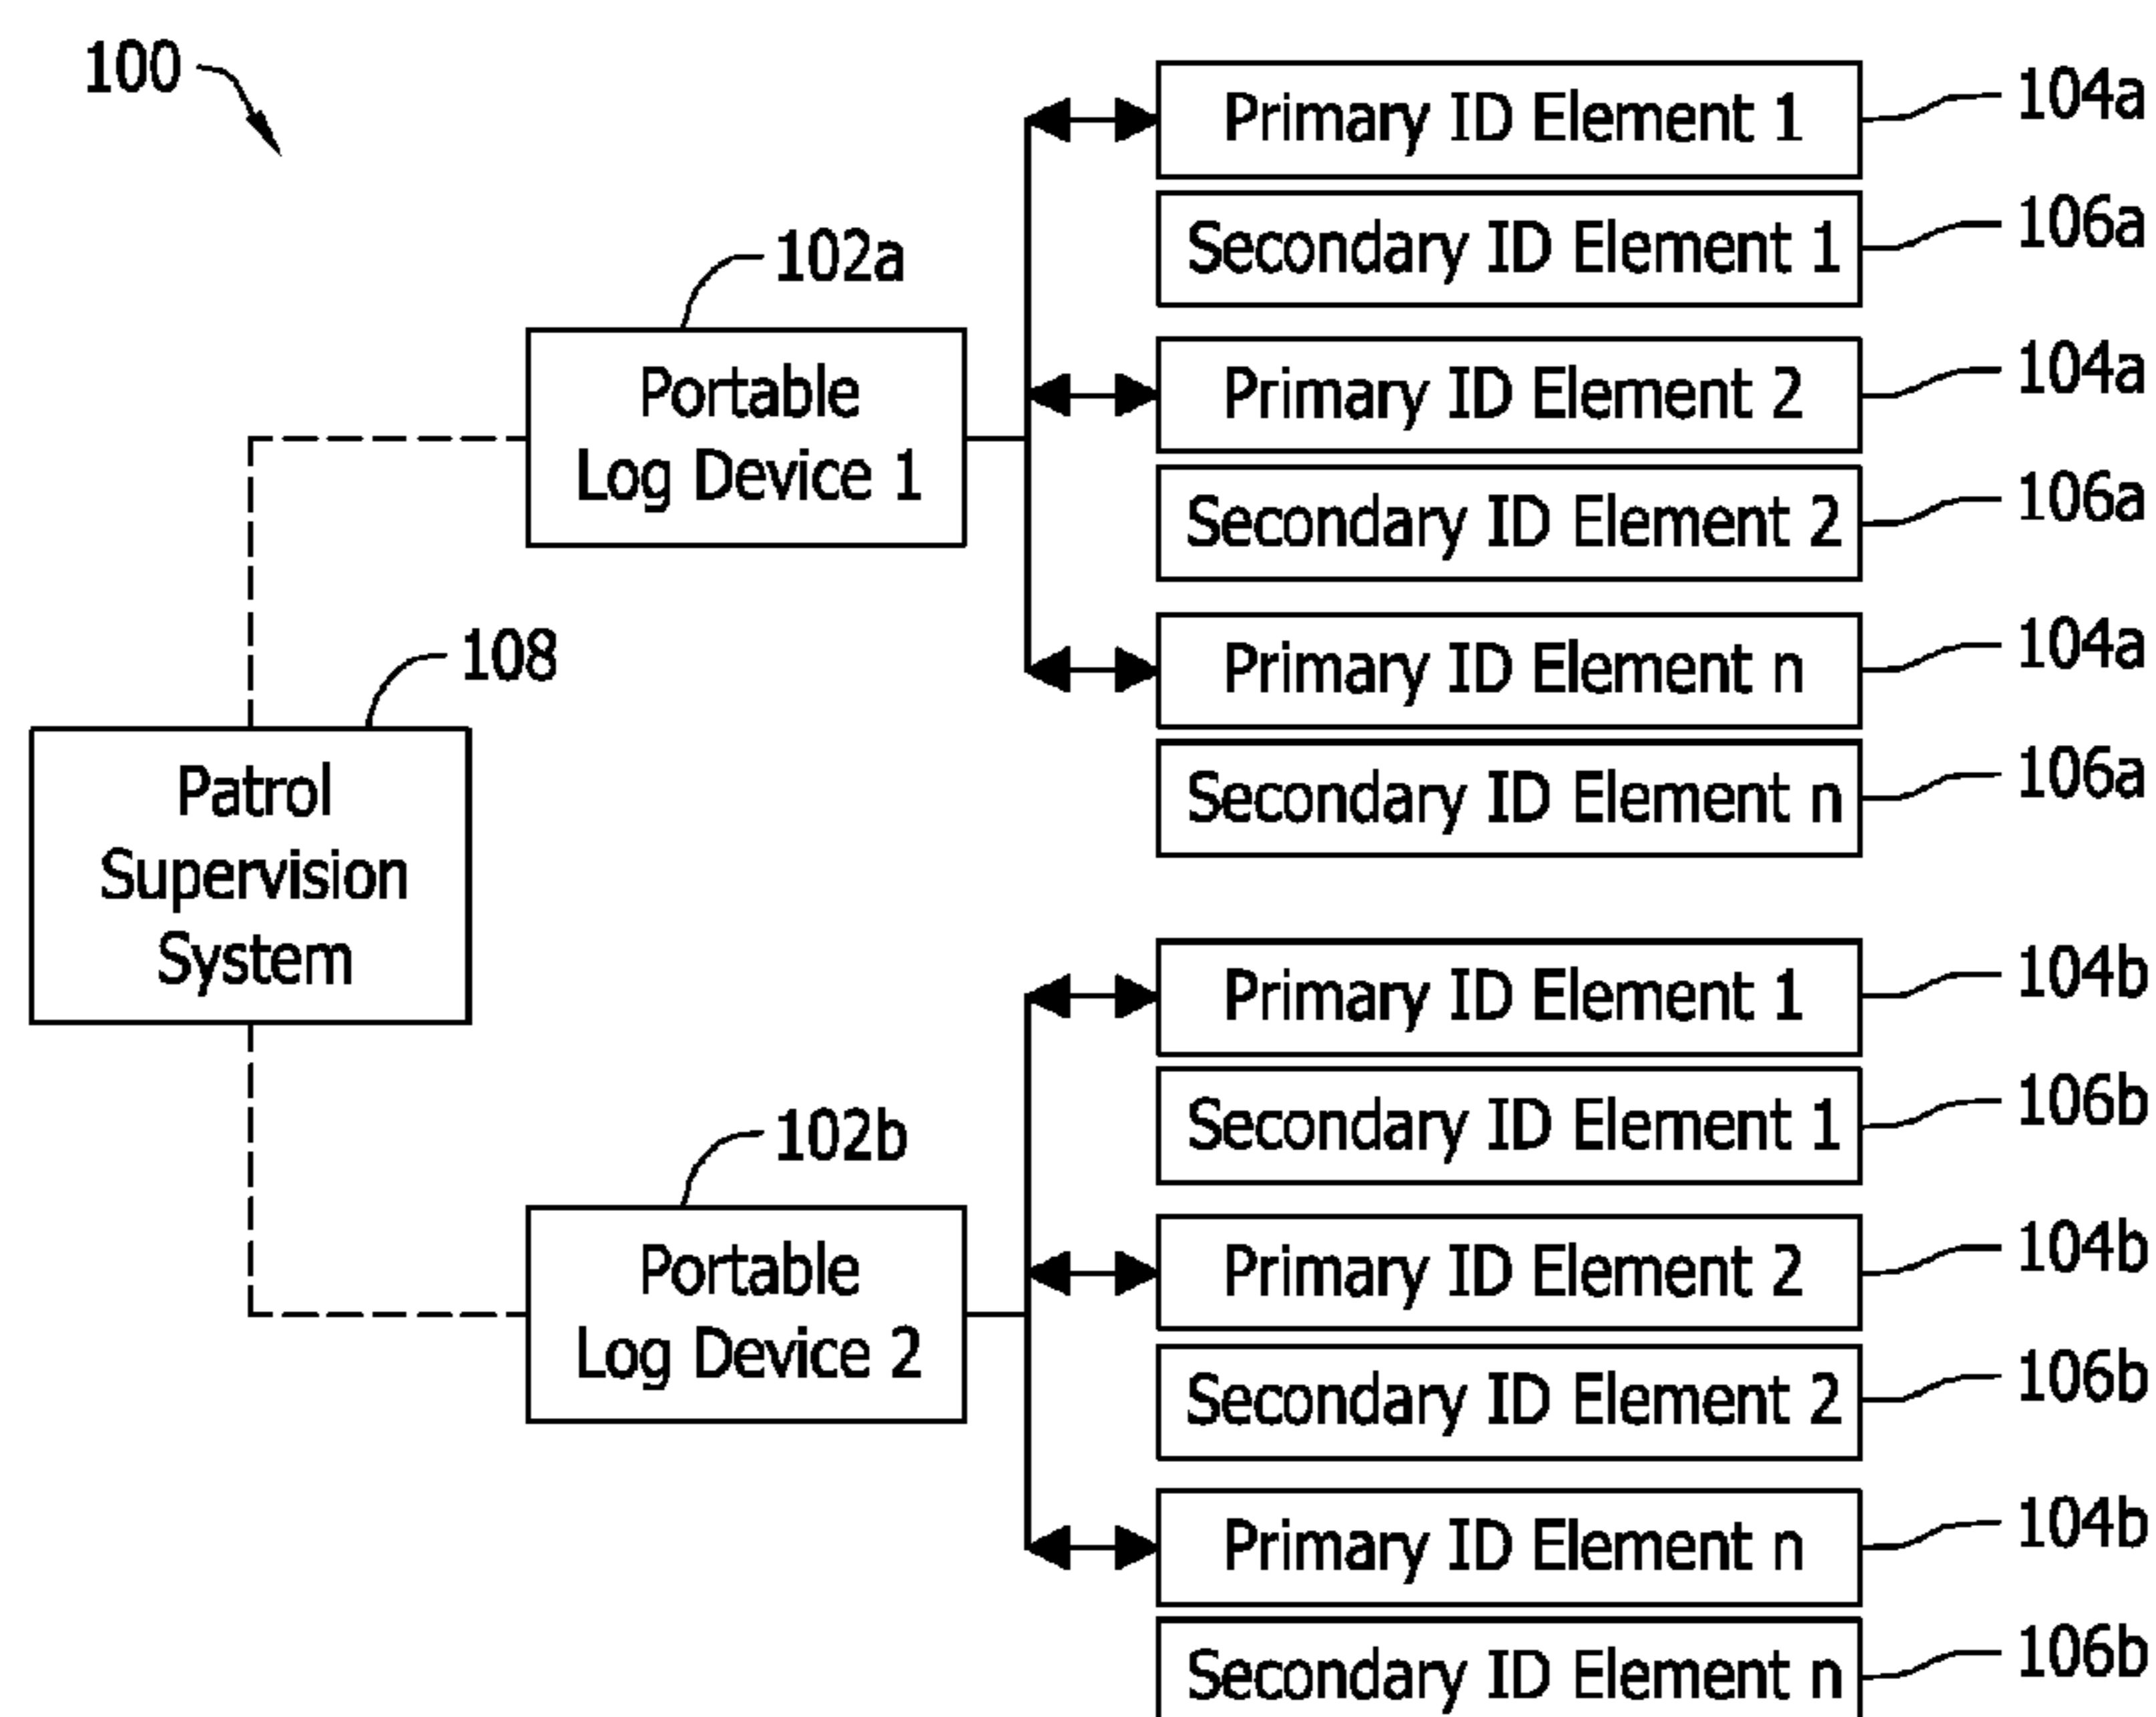 100
Primary ID Element 1
104a
Secondary ID Element 1
106a
102a
Portable
Log Device 1
Primary ID Element 2
104a
Secondary ID Element 2
106a
Primary ID Element n
104a
Secondary ID Element n
106a
108
Patrol
Supervision
System
Primary ID Element 1
104b
Secondary ID Element 1
106b
102b
Portable
Log Device 2
Primary ID Element 2
104b
Secondary ID Element 2
106b
Primary ID Element n
104b
Secondary ID Element n
106b